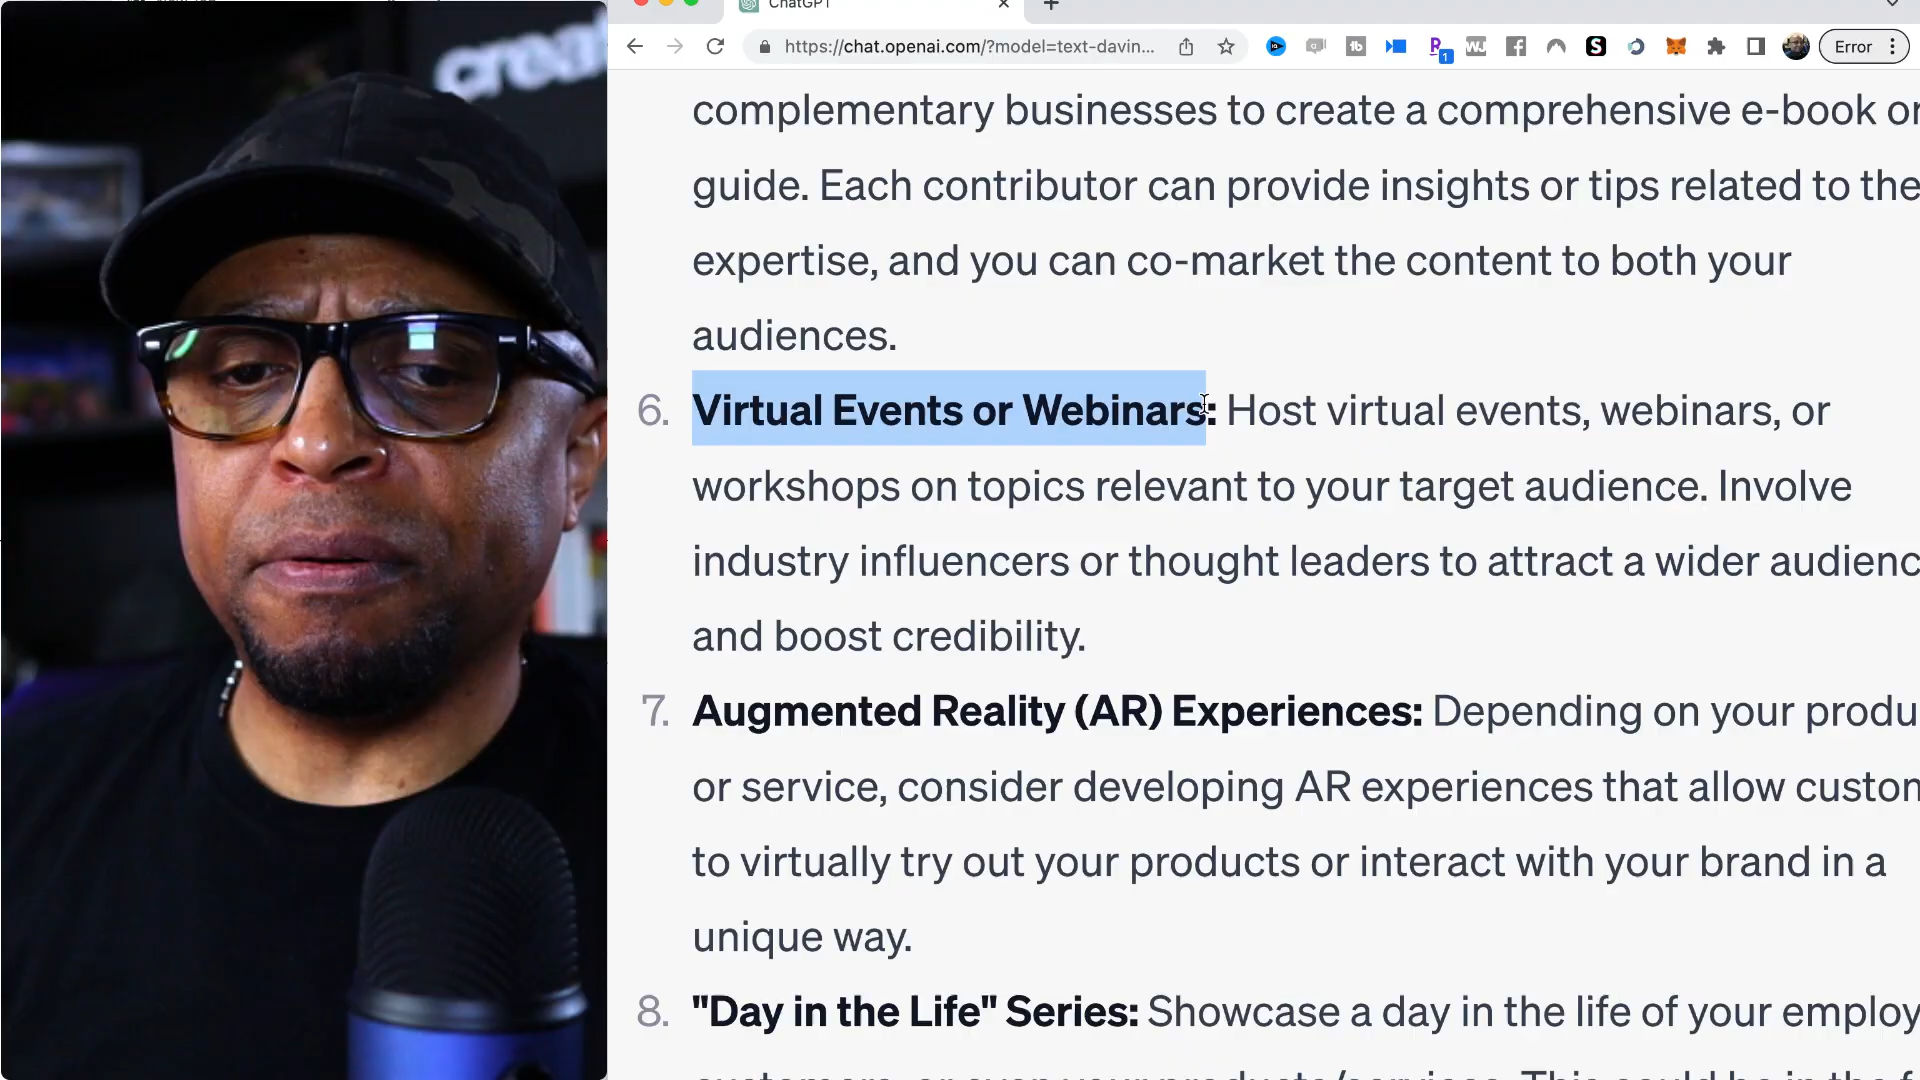 creat
ChatGPT
https://chat.openai.com/?model=text-davin...
Error
1
complementary businesses to create a comprehensive e-book or
guide. Each contributor can provide insights or tips related to the
expertise, and you can co-market the content to both your
audiences.
6. Virtual Events or Webinars: Host virtual events, webinars, or
workshops on topics relevant to your target audience. Involve
industry influencers or thought leaders to attract a wider audienc
and boost credibility.
7. Augmented Reality (AR) Experiences: Depending on your produ
or service, consider developing AR experiences that allow custon
to virtually try out your products or interact with your brand in a
unique way.
8. "Day in the Life" Series: Showcase a day in the life of your employ